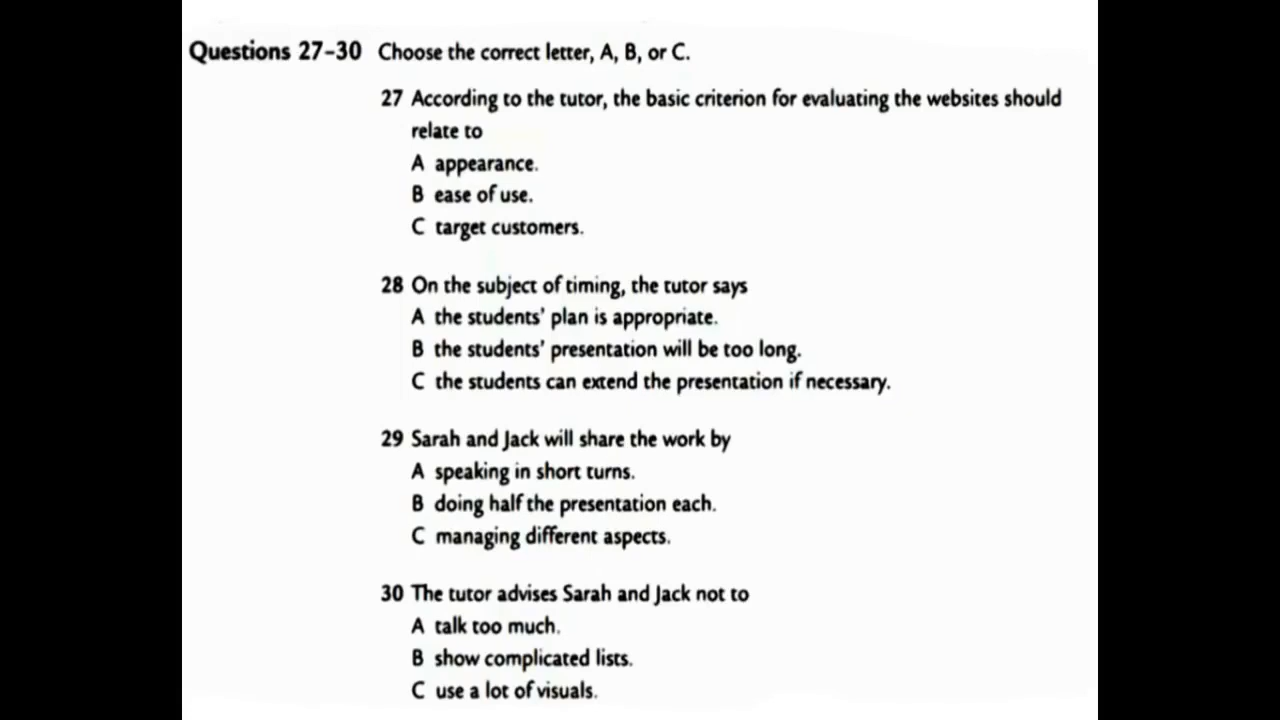 Questions 27–30 Choose the correct letter, A, B, or C.
27 According to the tutor, the basic criterion for evaluating the websites should
relate to
A appearance.
B ease of use.
C target customers.
28 On the subject of timing, the tutor says
A the students' plan is appropriate.
B the students' presentation will be too long.
C the students can extend the presentation if necessary.
29 Sarah and Jack will share the work by
A speaking in short turns.
B doing half the presentation each.
C managing different aspects.
30 The tutor advises Sarah and Jack not to
A talk too much.
B show complicated lists.
C use a lot of visuals.